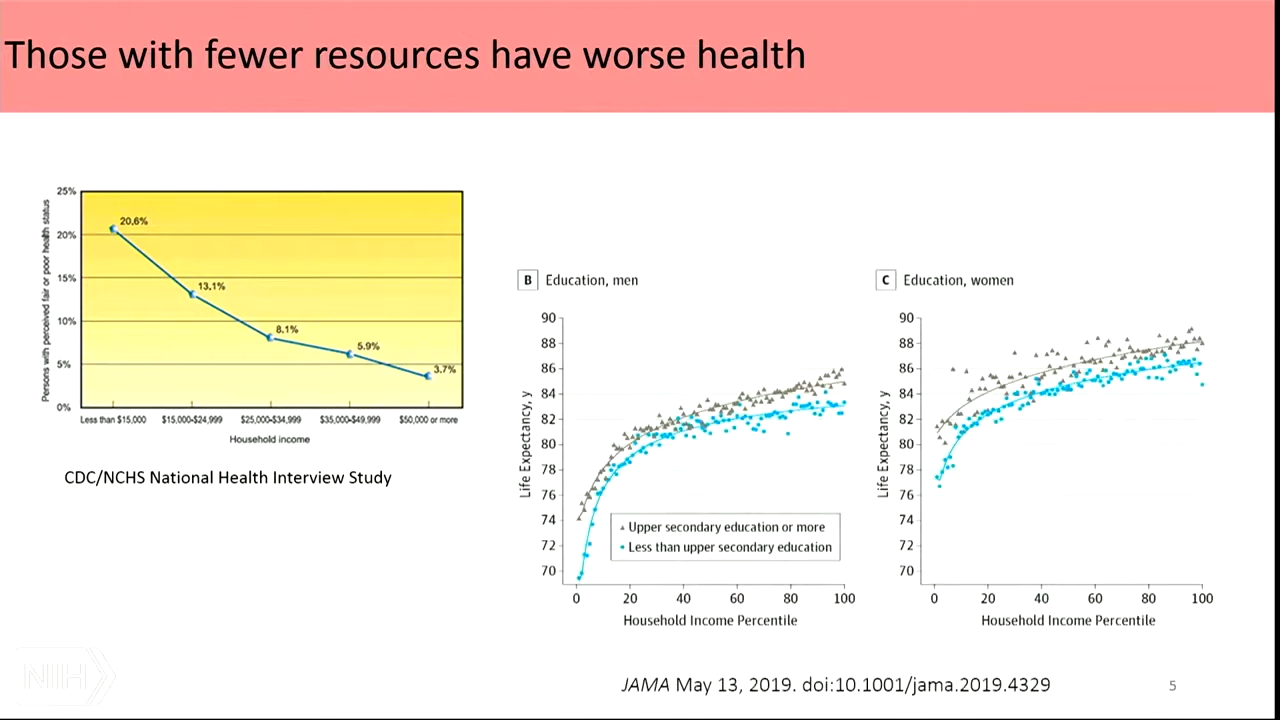 Those with fewer resources have worse health
Persons with perceived fair or poor health status
25%
20%
15%
10%
5%
0%
20.6%
13.1%
8.1%
5.9%
3.7%
Less than $15,000 $15,000-$24,999 $25,000-$34,999 $35,000-$49,999 $50,000 or more
Household income
CDC/NCHS National Health Interview Study
B Education, men
Life Expectancy, y
90
88
86
84
82
80
78
76
74
72
70
Upper secondary education or more
Less than upper secondary education
0 20 40 60 80 100
Household Income Percentile
C Education, women
Life Expectancy, y
90
88
86
84
82
80
78
76
74
72
70
0 20 40 60 80 100
Household Income Percentile
NIH
JAMA May 13, 2019. doi:10.1001/jama.2019.4329
5